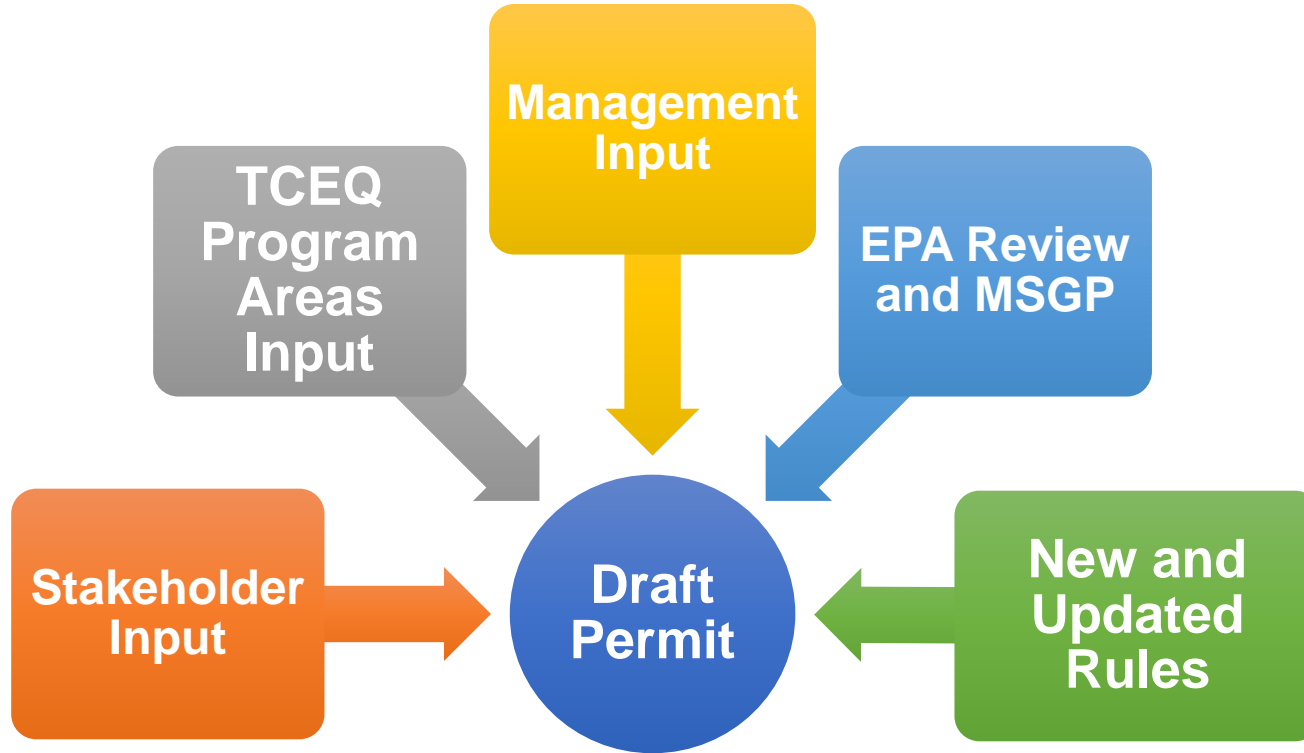 Management
Input
TCEQ
Program
Areas
Input
EPA Review
and MSGP
Stakeholder
Input
Draft
Permit
New and
Updated
Rules